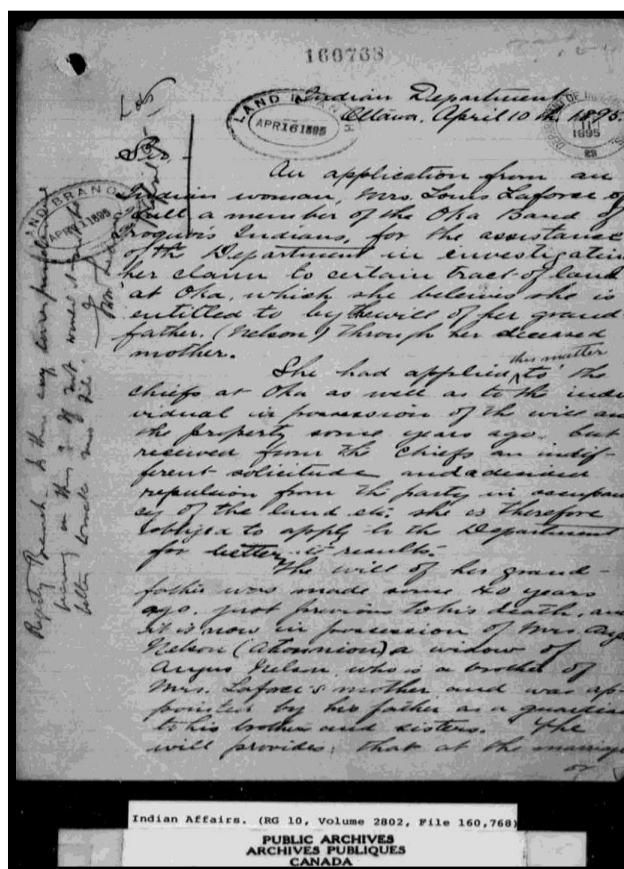 160768
Indian Department
Ottawa, April 10th 1895.
LAND BRANCH
APR 16 1895
1895
Sir,
An application from an
Indian woman, Mrs. Louis Laforce of
a member of the Oka Band of
Iroquois Indians, for the assistance
of the Department in investigating
her claim to certain tract of land
at Oka, which she beleives she is
entitled to by the will of her grand
father. (Nelson) through her deceased
mother.
She had applied this matter to the
chiefs at Oka as well as to the indi
vidual in possession of the will and
the property some years ago, but
received from the chiefs an indif-
ferent solicitude and a
repulsion from the party in occupan
cy of the land etc. she is therefore
obliged to apply to the Department
for better results.
The will of her grand-
father was made some 40 years
ago, just previous to his death, and
it is now in possession of Mrs.
Nelson a widow of
Angus Nelson, who is a brother of
Mrs. Laforce's mother and was ap-
pointed by his father as a guardian
to his brothers and sisters. The
will provides; that at the marriage
or
Indian Affairs. (RG 10, Volume 2802, File 160,768)
PUBLIC ARCHIVES
ARCHIVES PUBLIQUES
CANADA